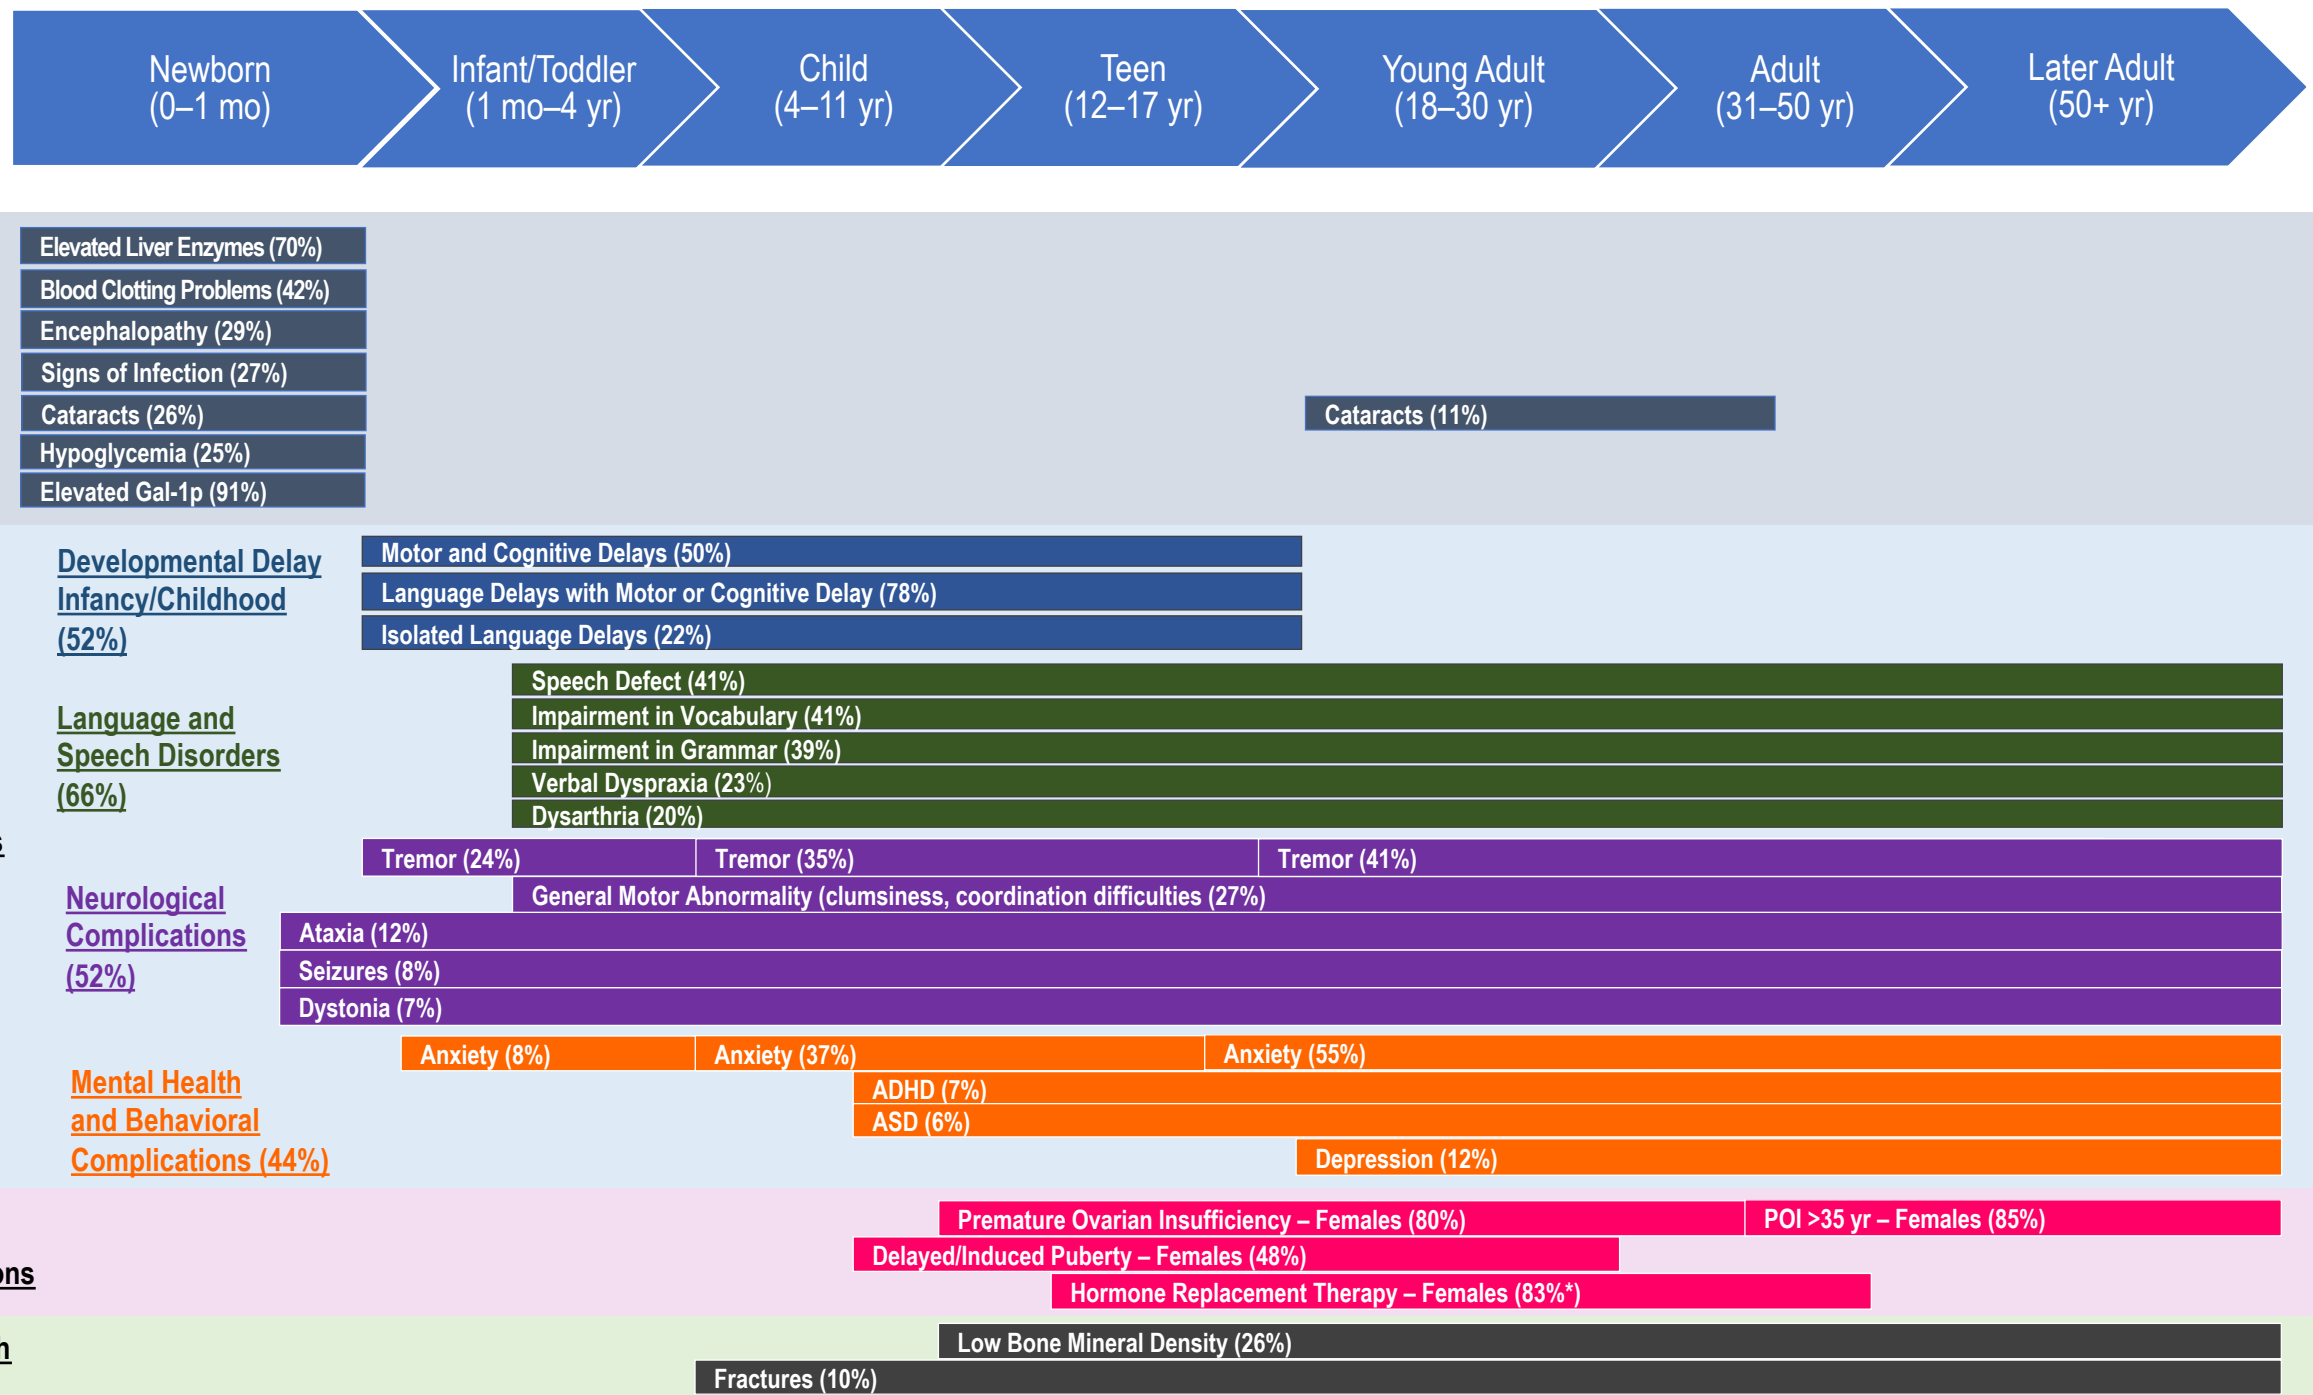 Newborn
(0–1 mo)
Infant/Toddler
(1 mo–4 yr)
Child
(4–11 yr)
Teen
(12–17 yr)
Young Adult
(18–30 yr)
Adult
(31–50 yr)
Later Adult
(50+ yr)
Elevated Liver Enzymes (70%)
Blood Clotting Problems (42%)
Encephalopathy (29%)
Signs of Infection (27%)
Cataracts (26%)
Cataracts (11%)
Hypoglycemia (25%)
Elevated Gal-1p (91%)
Developmental Delay
Infancy/Childhood
(52%)
Motor and Cognitive Delays (50%)
Language Delays with Motor or Cognitive Delay (78%)
Isolated Language Delays (22%)
Language and
Speech Disorders
(66%)
Speech Defect (41%)
Impairment in Vocabulary (41%)
Impairment in Grammar (39%)
Verbal Dyspraxia (23%)
Dysarthria (20%)
s
Neurological
Complications
(52%)
Tremor (24%)
Tremor (35%)
Tremor (41%)
General Motor Abnormality (clumsiness, coordination difficulties (27%)
Ataxia (12%)
Seizures (8%)
Dystonia (7%)
Mental Health
and Behavioral
Complications (44%)
Anxiety (8%)
Anxiety (37%)
Anxiety (55%)
ADHD (7%)
ASD (6%)
Depression (12%)
ons
Premature Ovarian Insufficiency – Females (80%)
POI >35 yr – Females (85%)
Delayed/Induced Puberty – Females (48%)
Hormone Replacement Therapy – Females (83%*)
h
Low Bone Mineral Density (26%)
Fractures (10%)